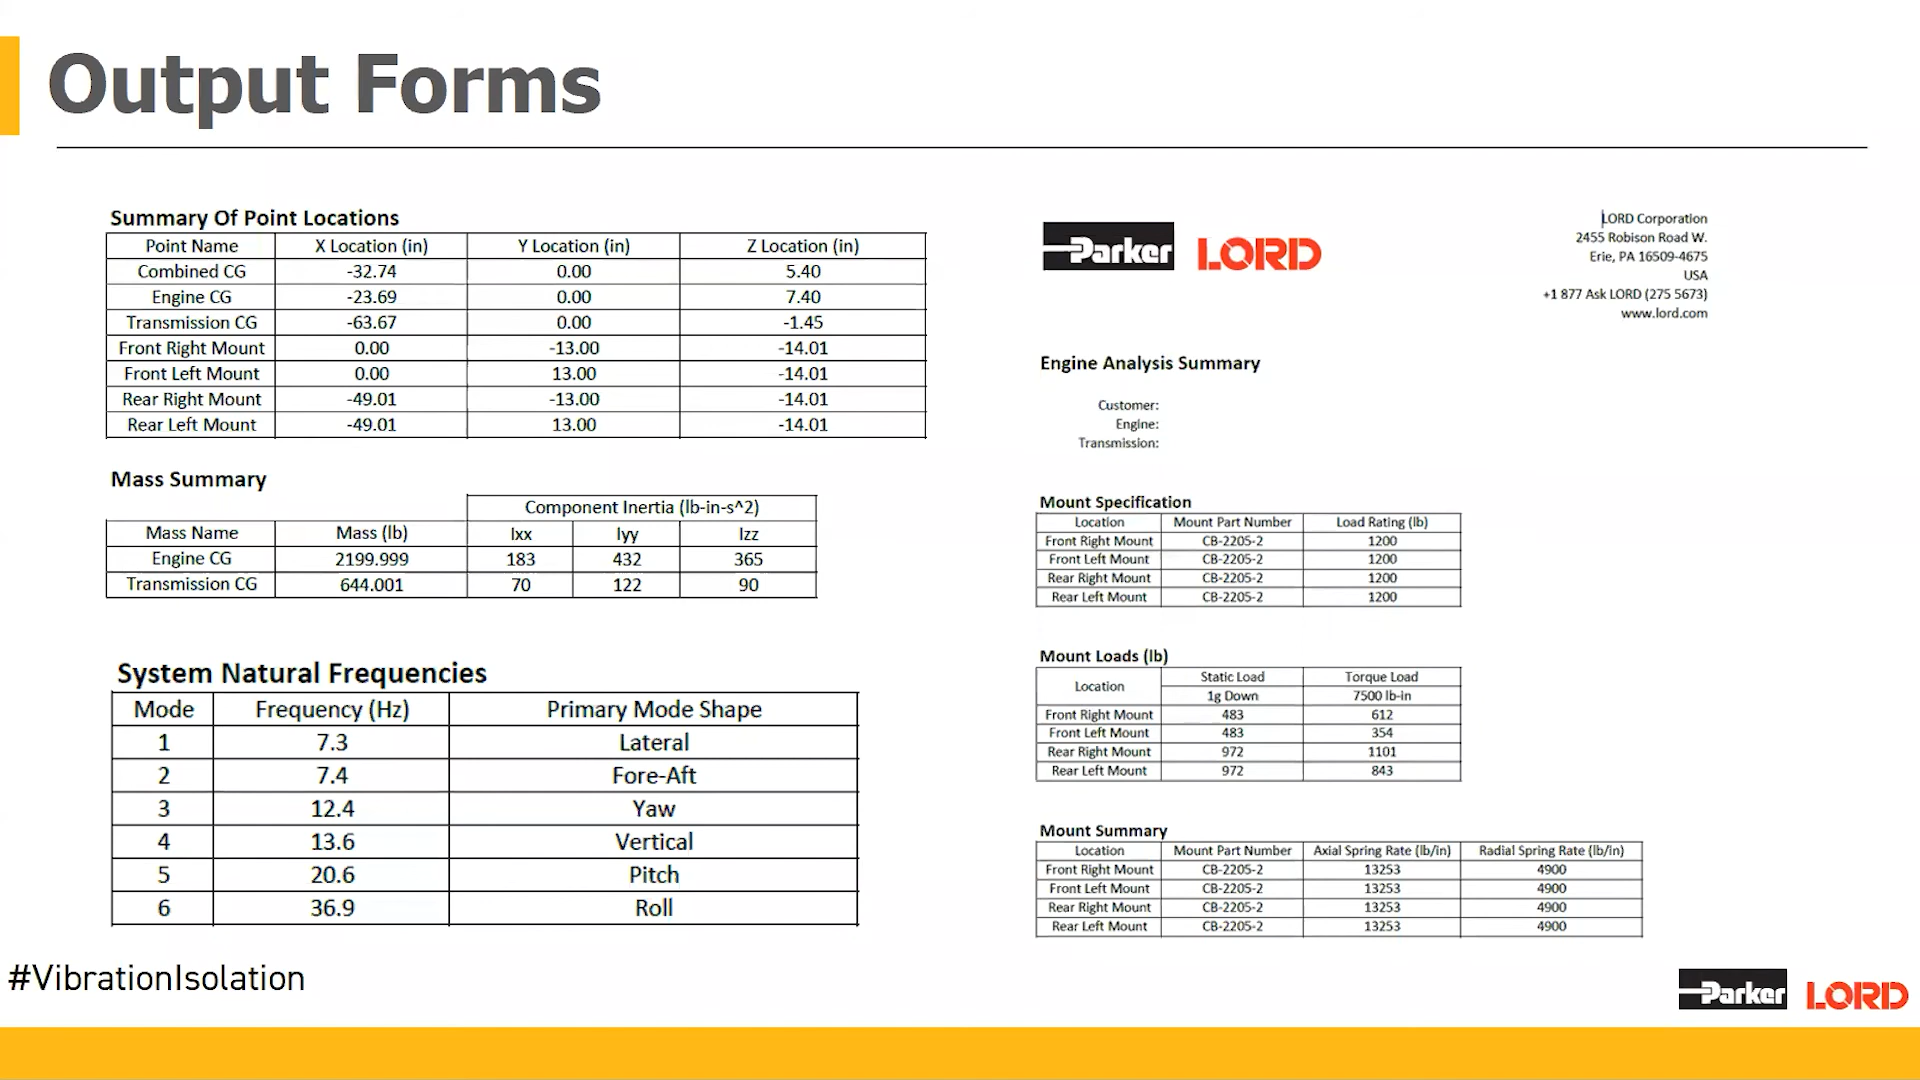 Output Forms
Summary Of Point Locations
Point Name X Location (in) Y Location (in) Z Location (in)
Combined CG -32.74 0.00 5.40
Engine CG -23.69 0.00 7.40
Transmission CG -63.67 0.00 -1.45
Front Right Mount 0.00 -13.00 -14.01
Front Left Mount 0.00 13.00 -14.01
Rear Right Mount -49.01 -13.00 -14.01
Rear Left Mount -49.01 13.00 -14.01
Mass Summary
Component Inertia (lb-in-s^2)
Mass Name Mass (lb) Ixx Iyy Izz
Engine CG 2199.999 183 432 365
Transmission CG 644.001 70 122 90
System Natural Frequencies
Mode Frequency (Hz) Primary Mode Shape
1 7.3 Lateral
2 7.4 Fore-Aft
3 12.4 Yaw
4 13.6 Vertical
5 20.6 Pitch
6 36.9 Roll
Parker LORD
LORD Corporation
2455 Robison Road W.
Erie, PA 16509-4675
USA
+1 877 Ask LORD (275 5673)
www.lord.com
Engine Analysis Summary
Customer:
Engine:
Transmission:
Mount Specification
Location Mount Part Number Load Rating (lb)
Front Right Mount CB-2205-2 1200
Front Left Mount CB-2205-2 1200
Rear Right Mount CB-2205-2 1200
Rear Left Mount CB-2205-2 1200
Mount Loads (lb)
Location Static Load Torque Load
1g Down 7500 lb-in
Front Right Mount 483 612
Front Left Mount 483 354
Rear Right Mount 972 1101
Rear Left Mount 972 843
Mount Summary
Location Mount Part Number Axial Spring Rate (lb/in) Radial Spring Rate (lb/in)
Front Right Mount CB-2205-2 13253 4900
Front Left Mount CB-2205-2 13253 4900
Rear Right Mount CB-2205-2 13253 4900
Rear Left Mount CB-2205-2 13253 4900
#VibrationIsolation
Parker LORD